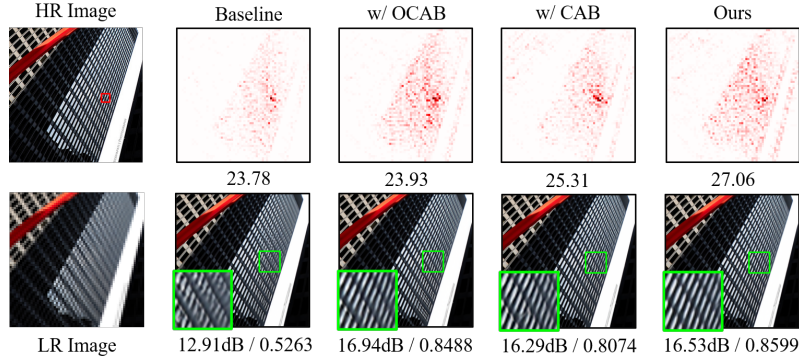 HR Image Baseline w/ OCAB w/ CAB Ours
23.78 23.93 25.31 27.06
LR Image 12.91dB / 0.5263 16.94dB / 0.8488 16.29dB / 0.8074 16.53dB / 0.8599